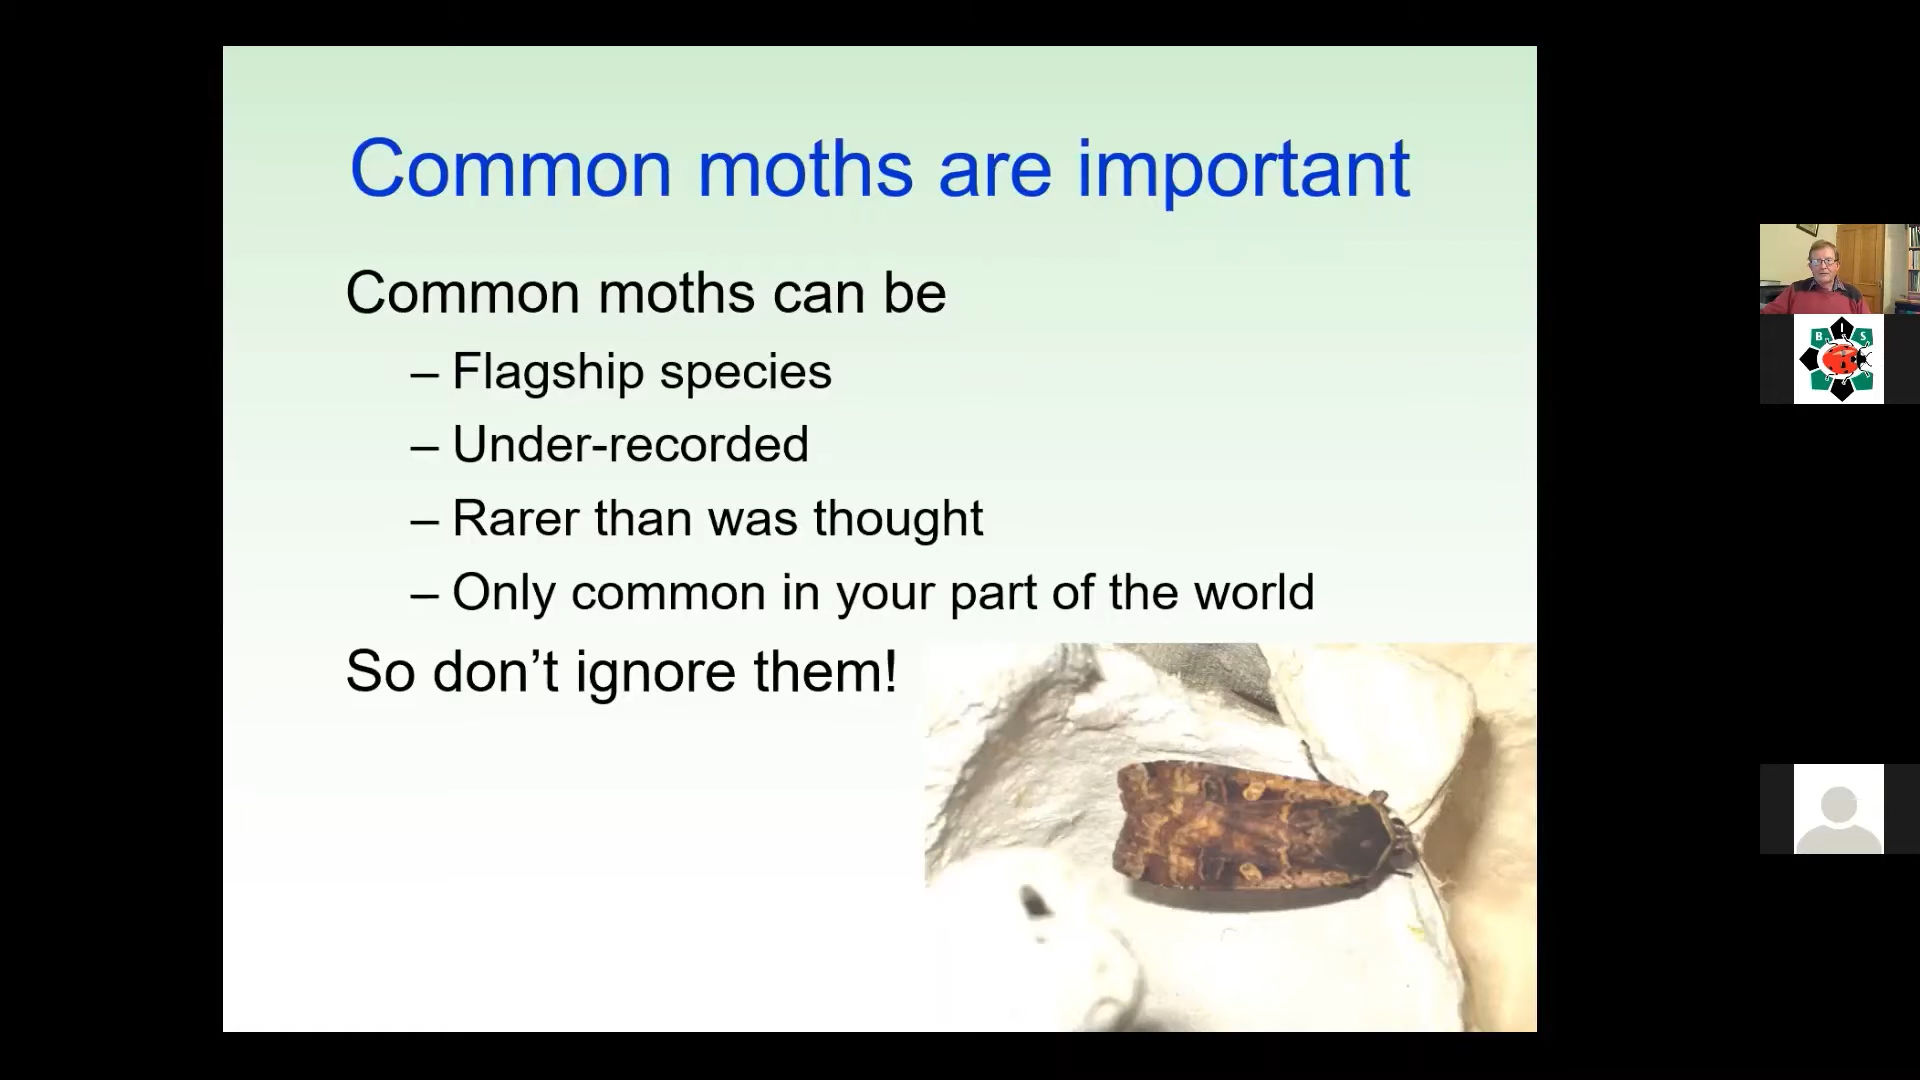 Common moths are important
Common moths can be
– Flagship species
– Under-recorded
– Rarer than was thought
– Only common in your part of the world
So don’t ignore them!
B I S